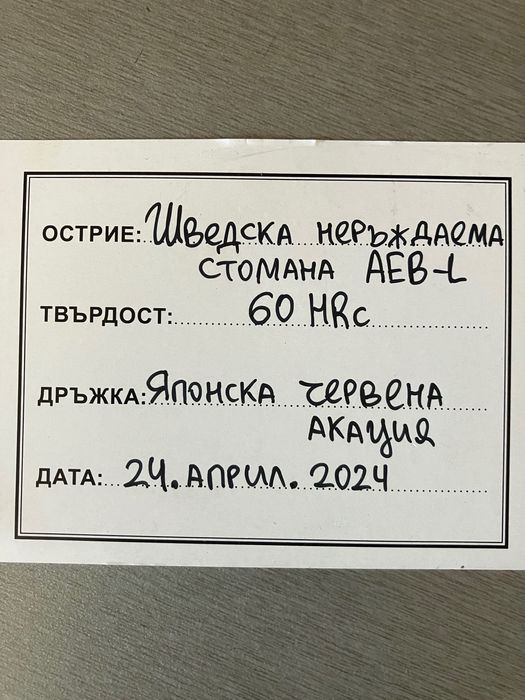 ОСТРИЕ: Шведска неръждаема
стомана AEB-L
ТВЪРДОСТ: 60 HRc
ДРЪЖКА: Японска червена
акация
ДАТА: 24. април. 2024